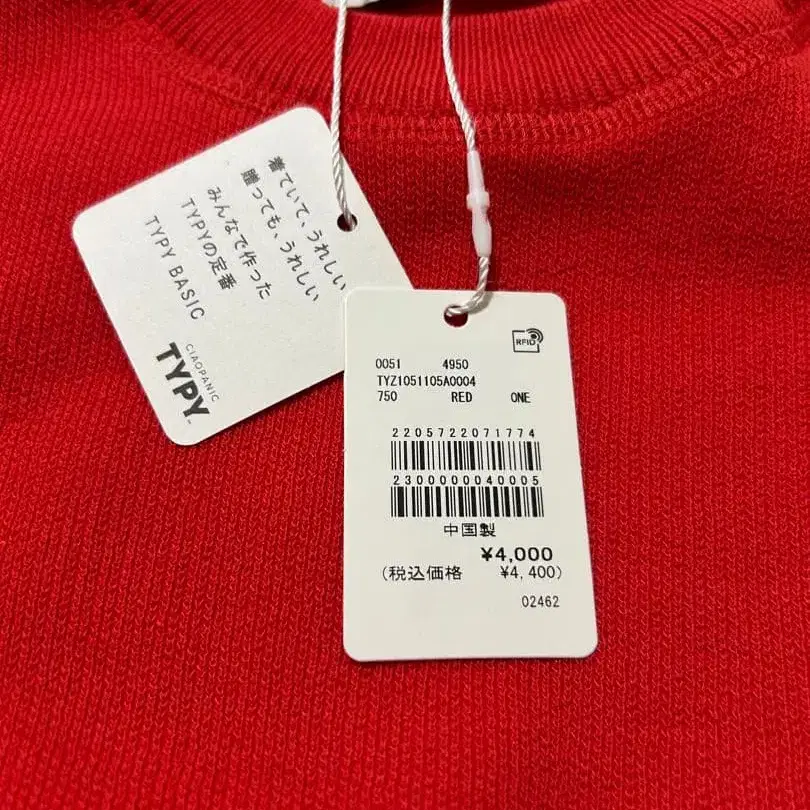 着ていて、うれしい
贈っても、うれしい
みんなで作った
TYPYの定番
TYPY BASIC
CIAOPANIC
TYPY
RFID
0051 4950
TYZ1051105A0004
750 RED ONE
2205722071774
2300000040005
中国製
¥4,000
(税込価格 ¥4,400)
02462